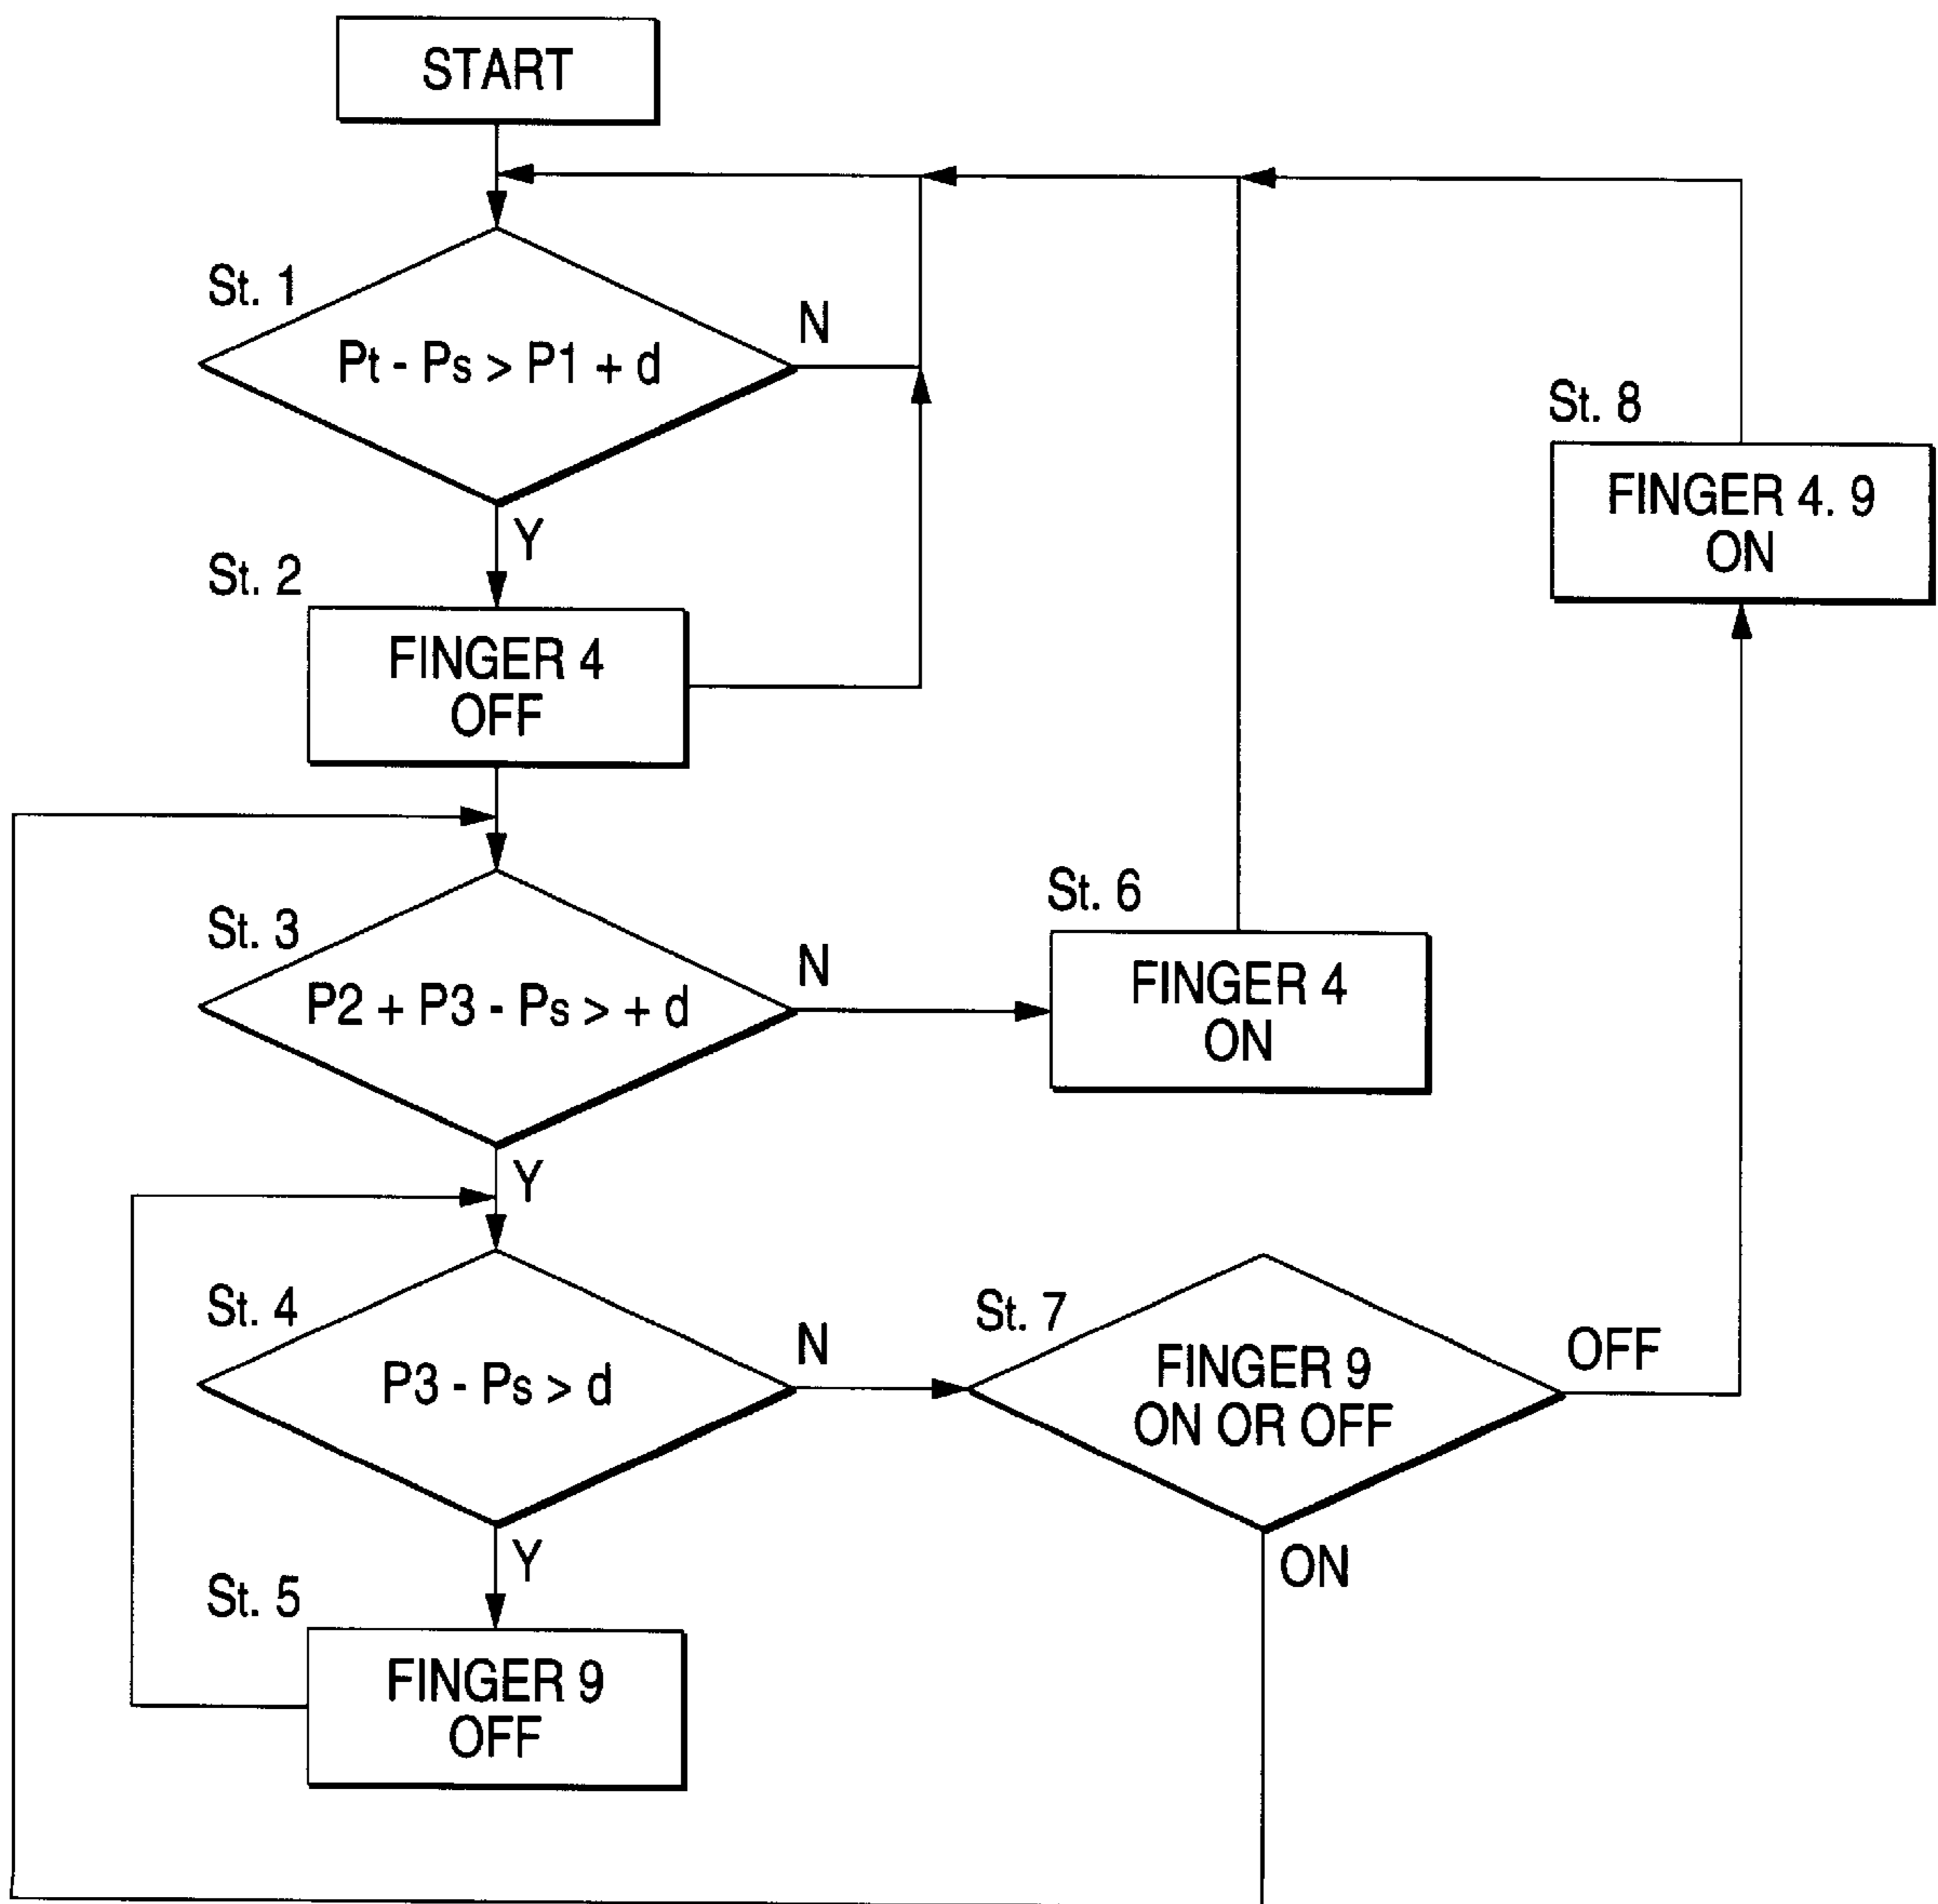 START
St. 1
Pt - Ps > P1 + d
N
Y
St. 2
FINGER 4
OFF
St. 3
P2 + P3 - Ps > + d
N
Y
St. 6
FINGER 4
ON
St. 8
FINGER 4. 9
ON
St. 4
P3 - Ps > d
N
Y
St. 7
FINGER 9
ON OR OFF
OFF
ON
St. 5
FINGER 9
OFF